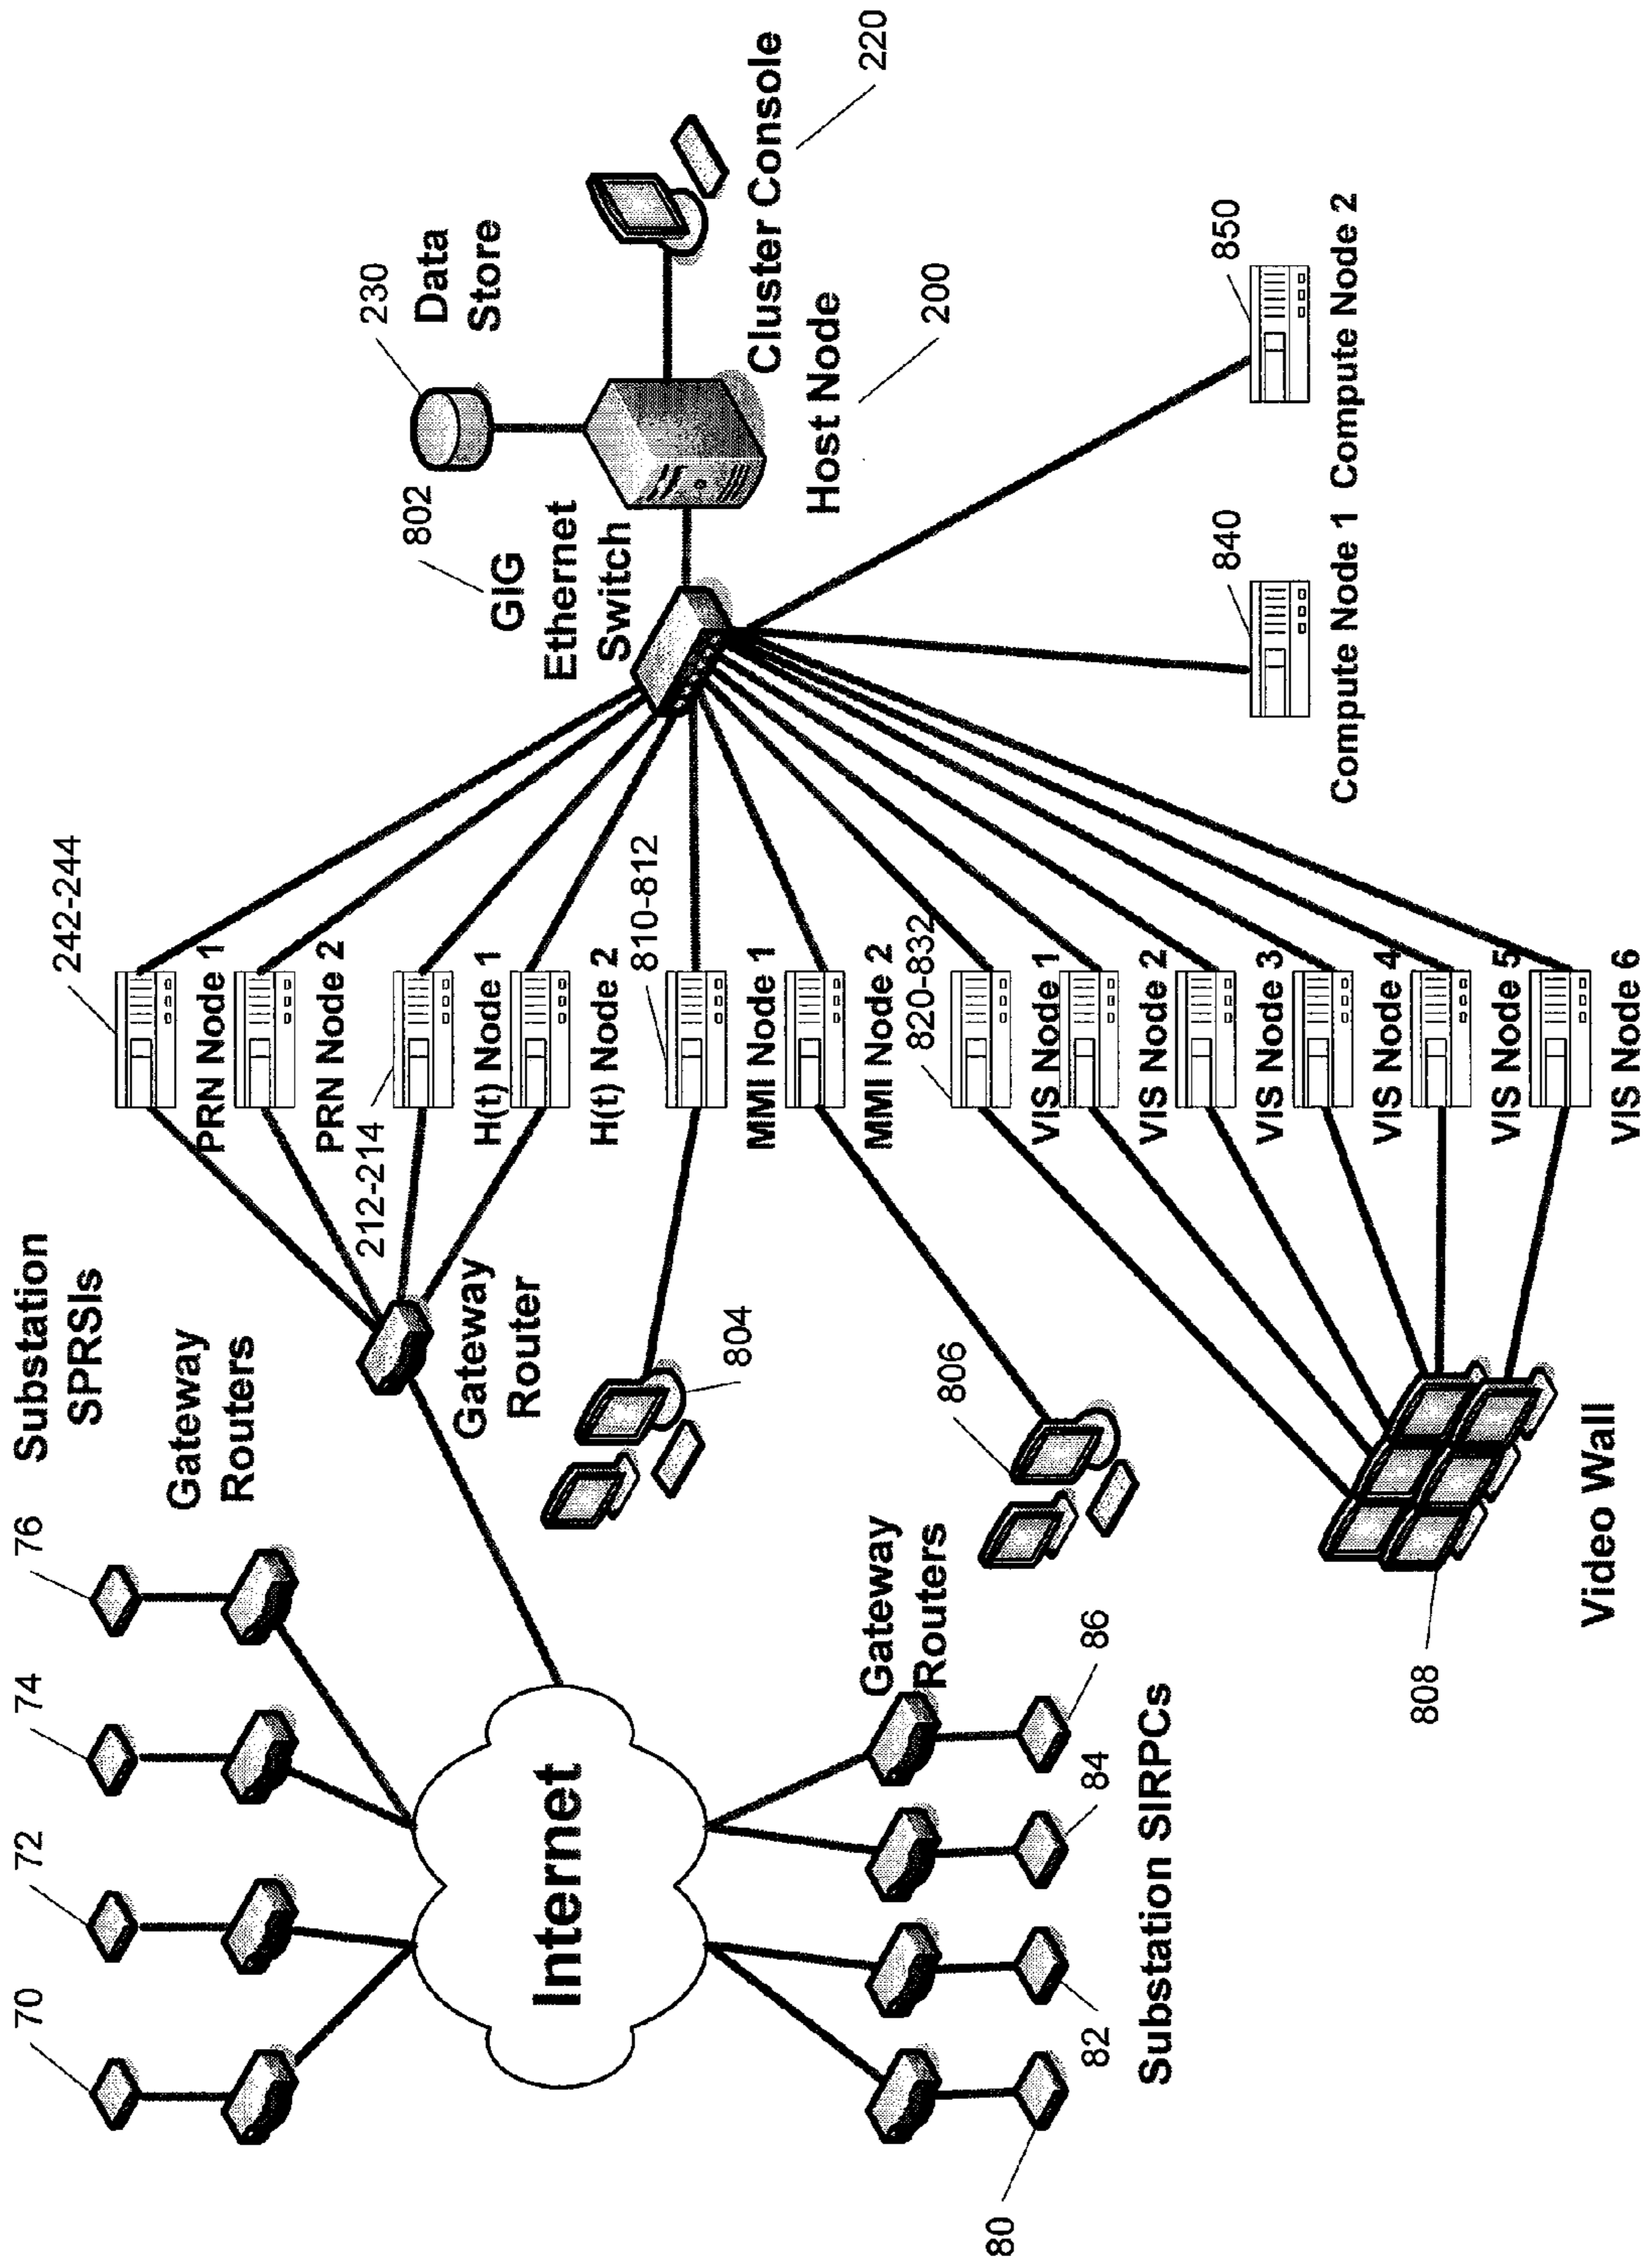 70
72
74
76
Substation
SPRSIs
Gateway
Routers
Internet
80
82
84
86
Substation SIRPCs
Gateway
Routers
Gateway
Router
804
806
808
Video Wall
242-244
PRN Node 1
PRN Node 2
212-214
H(t) Node 1
H(t) Node 2
810-812
MMI Node 1
MMI Node 2
820-832
VIS Node 1
VIS Node 2
VIS Node 3
VIS Node 4
VIS Node 5
VIS Node 6
802
GIG
Ethernet
Switch
230
Data
Store
Host Node
200
Cluster Console
220
840
Compute Node 1
850
Compute Node 2